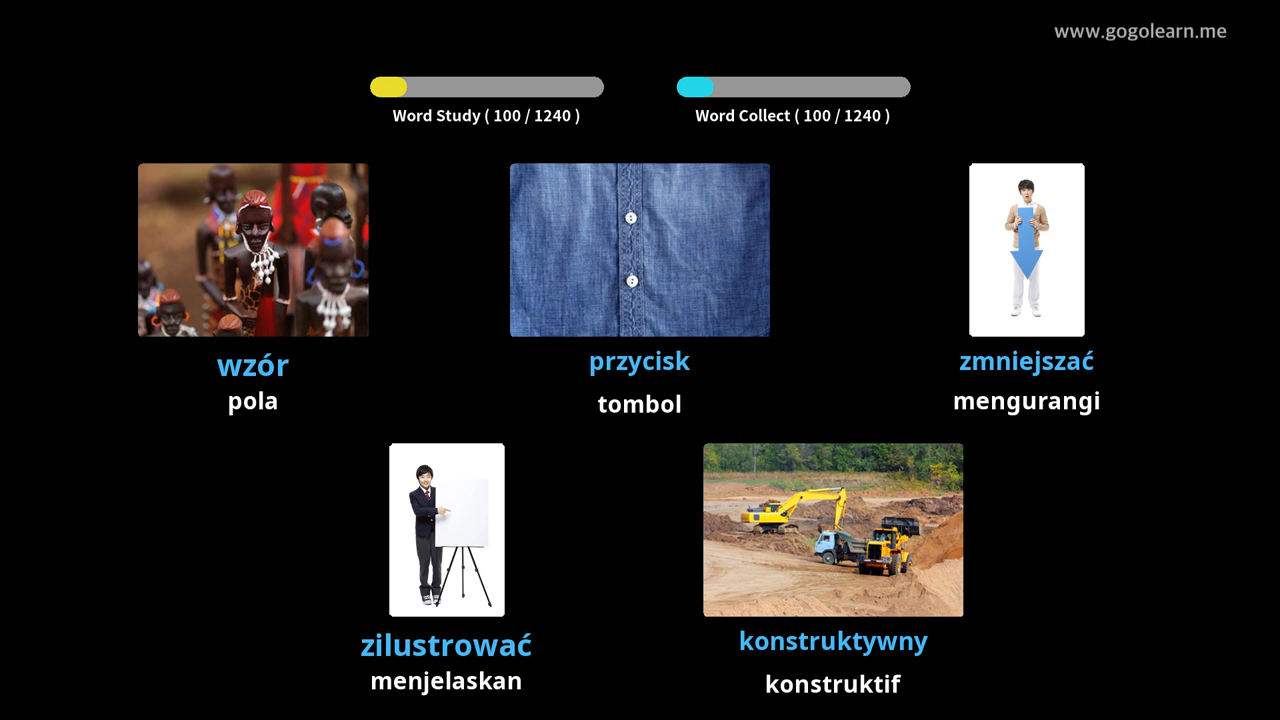 www.gogolearn.me
Word Study ( 100 / 1240 )
Word Collect ( 100 / 1240 )
wzór
pola
przycisk
tombol
zmniejszać
mengurangi
zilustrować
menjelaskan
konstruktywny
konstruktif